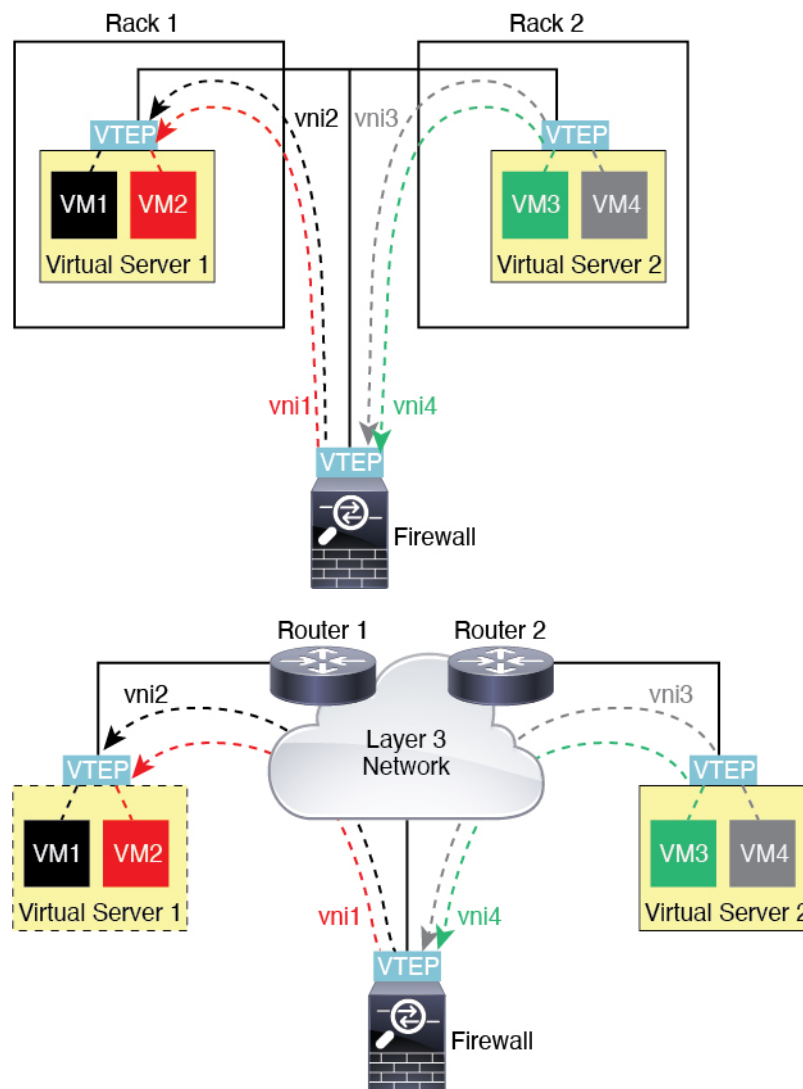 Rack 1
Rack 2
vni2
vni3
VTEP
VTEP
VM1
VM2
VM3
VM4
Virtual Server 1
Virtual Server 2
vni1
vni4
VTEP
Firewall
Router 1
Router 2
vni2
vni3
Layer 3
Network
VTEP
VTEP
VM1
VM2
VM3
VM4
Virtual Server 1
Virtual Server 2
vni1
vni4
VTEP
Firewall